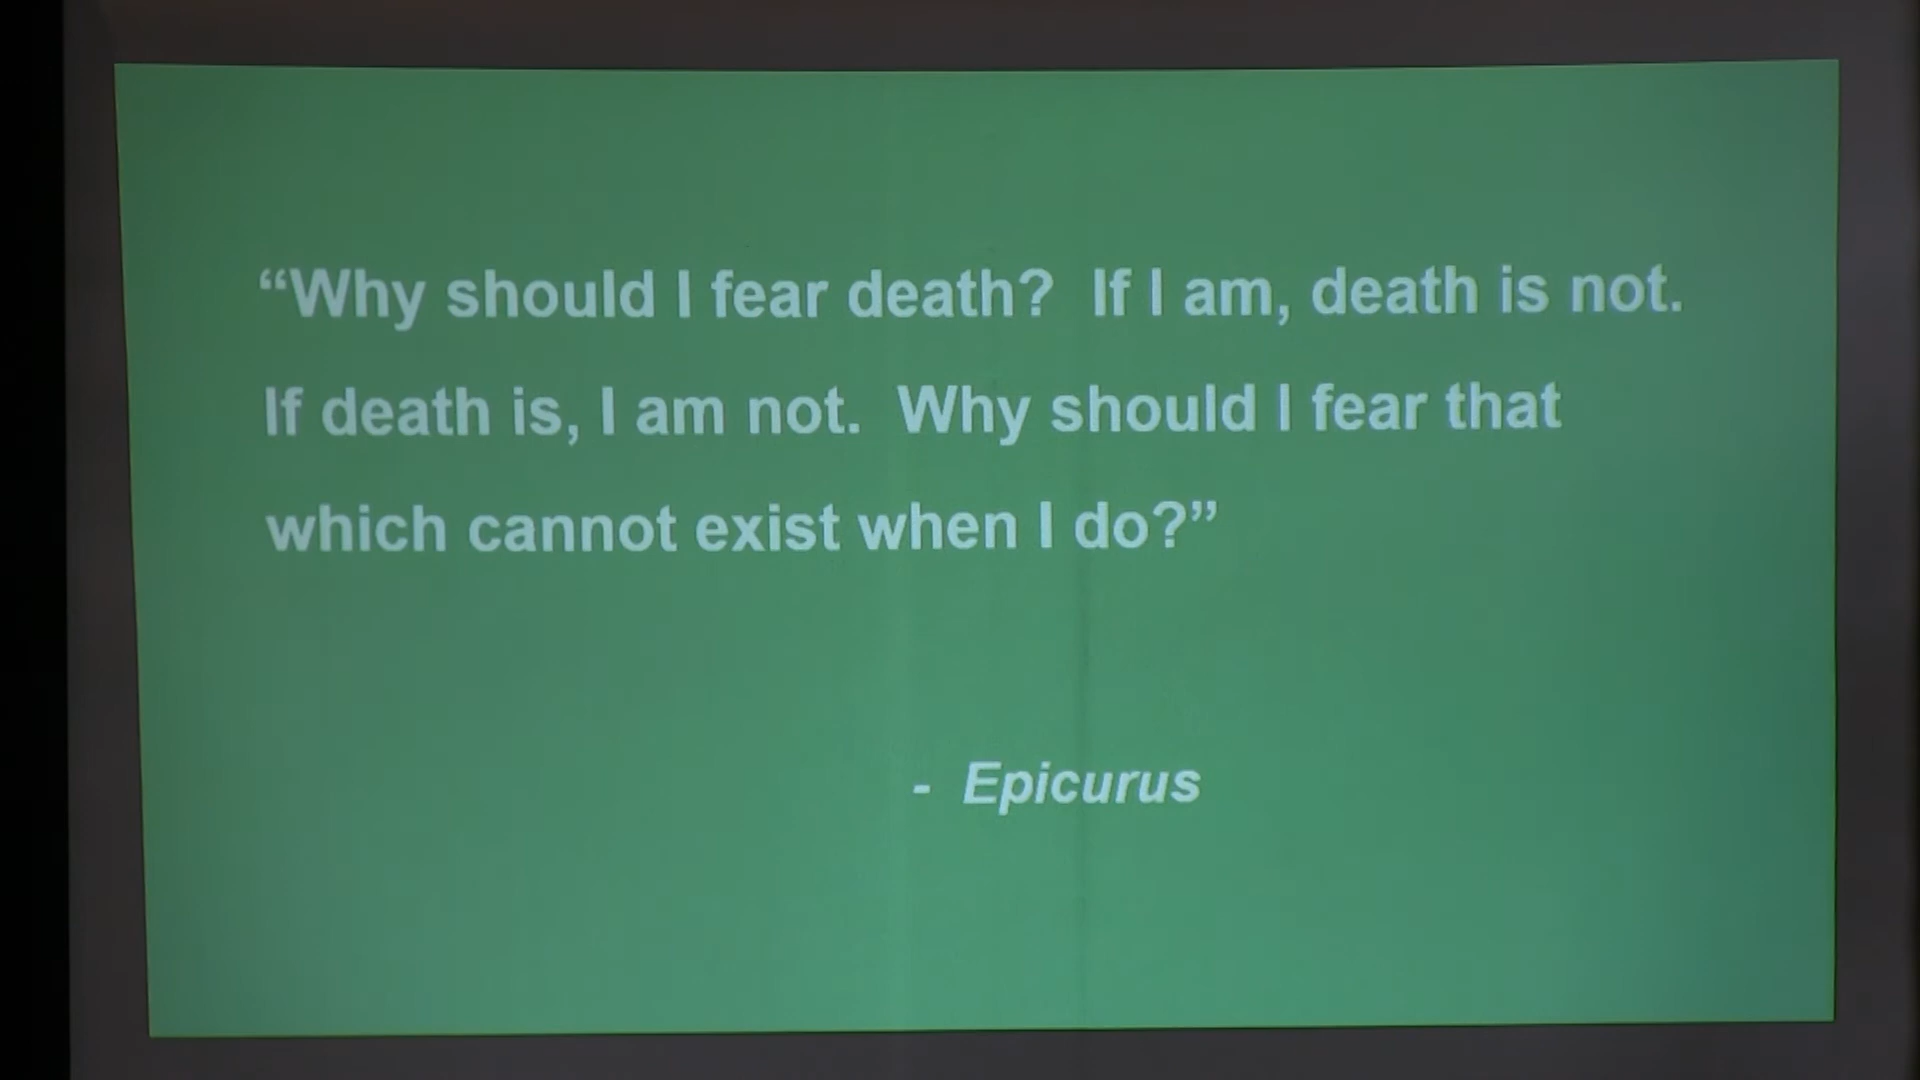 “Why should I fear death?  If I am, death is not.
If death is, I am not.  Why should I fear that
which cannot exist when I do?”
-  Epicurus